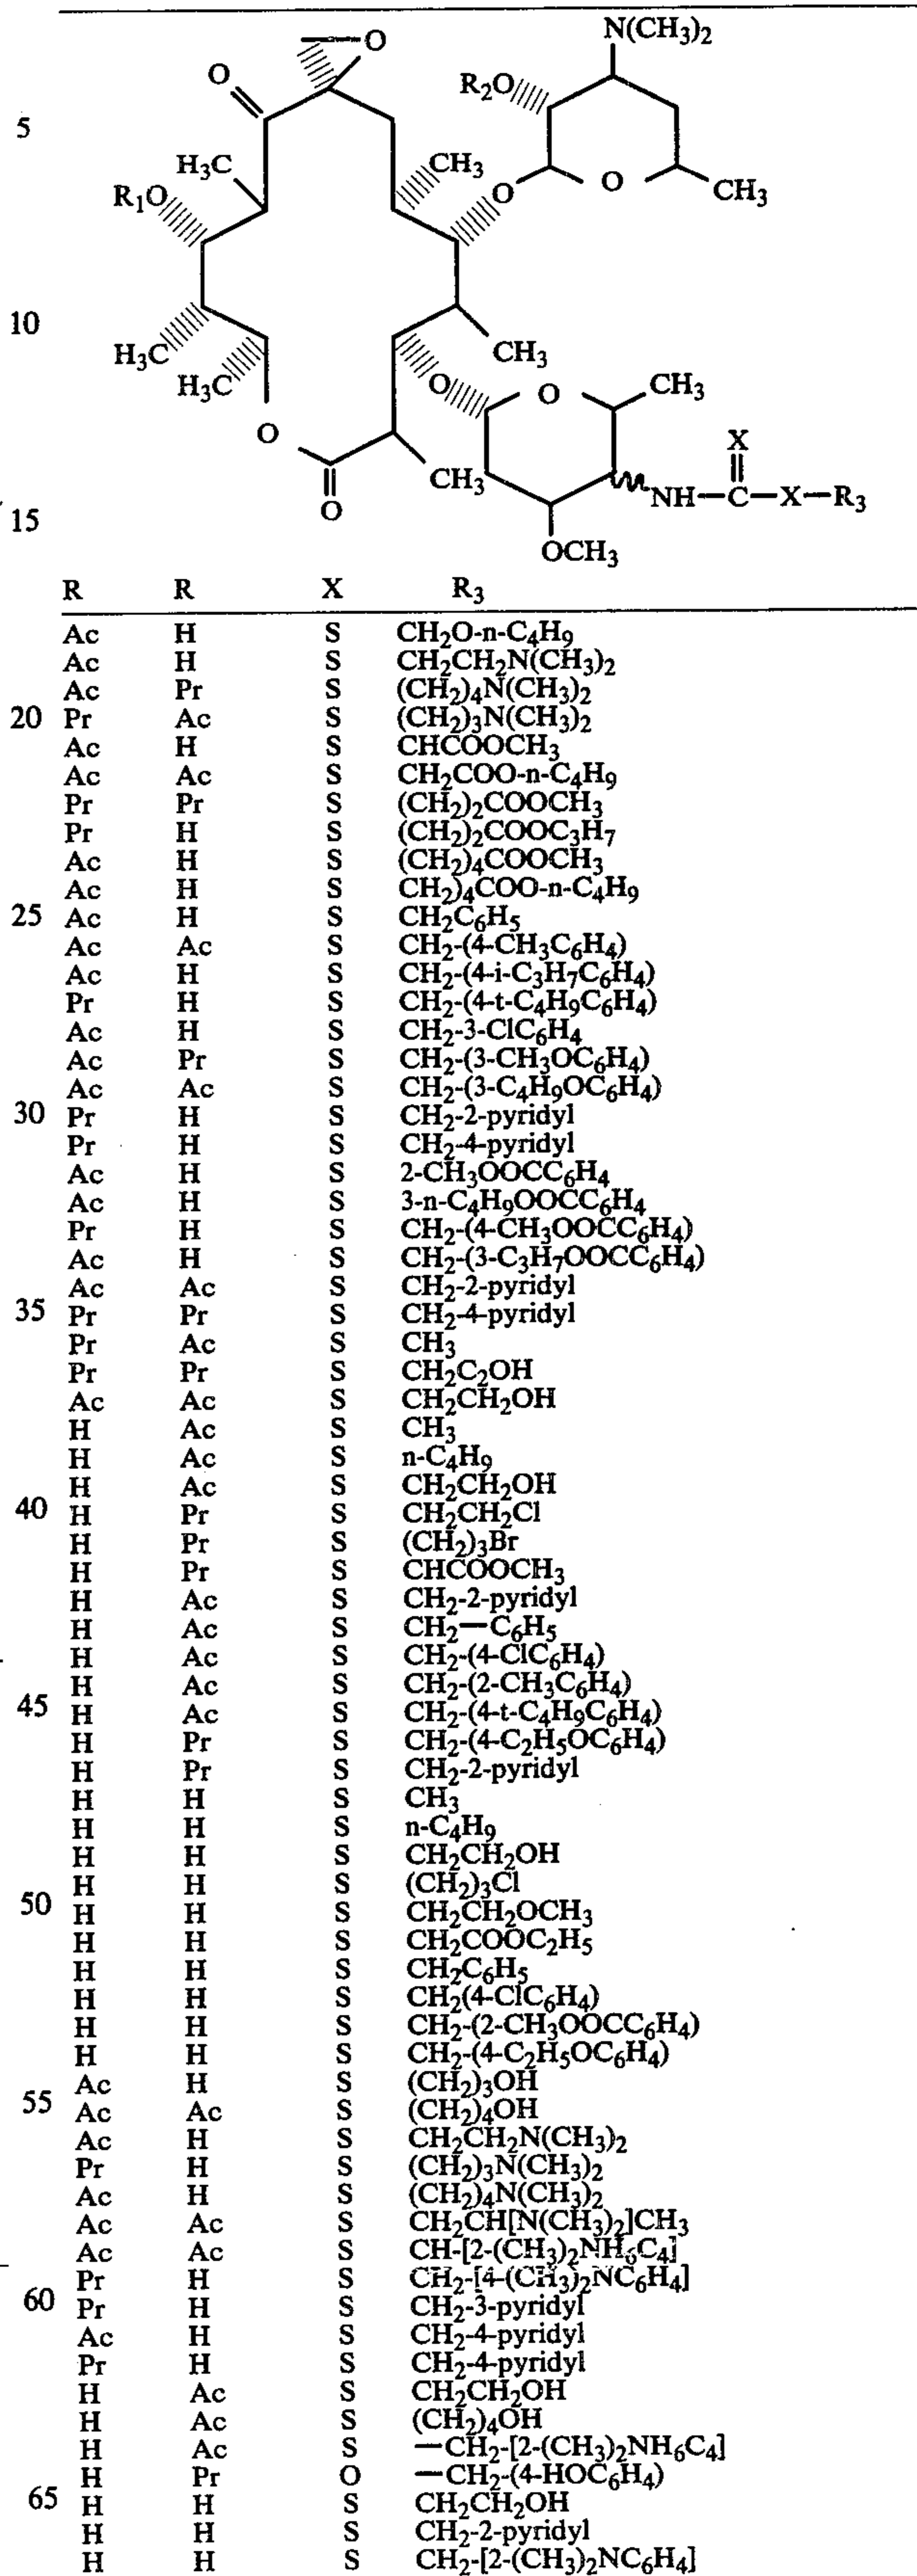 N(CH3)2
O
O
R2O
5
CH3
H3C
R1O
O
O
CH3
10
H3C
CH3
H3C
O
O
CH3
O
X
CH3
NH-C-X-R3
O
15
OCH3
R R X R3
Ac H S CH2O-n-C4H9
Ac H S CH2CH2N(CH3)2
Ac Pr S (CH2)4N(CH3)2
20 Pr Ac S (CH2)3N(CH3)2
Ac H S CHCOOCH3
Ac Ac S CH2COO-n-C4H9
Pr Pr S (CH2)2COOCH3
Pr H S (CH2)2COOC3H7
Ac H S (CH2)4COOCH3
Ac H S CH2)4COO-n-C4H9
25 Ac H S CH2C6H5
Ac Ac S CH2-(4-CH3C6H4)
Ac H S CH2-(4-i-C3H7C6H4)
Pr H S CH2-(4-t-C4H9C6H4)
Ac H S CH2-3-ClC6H4
Ac Pr S CH2-(3-CH3OC6H4)
Ac Ac S CH2-(3-C4H9OC6H4)
30 Pr H S CH2-2-pyridyl
Pr H S CH2-4-pyridyl
Ac H S 2-CH3OOCC6H4
Ac H S 3-n-C4H9OOCC6H4
Pr H S CH2-(4-CH3OOCC6H4)
Ac H S CH2-(3-C3H7OOCC6H4)
Ac Ac S CH2-2-pyridyl
35 Pr Pr S CH2-4-pyridyl
Pr Ac S CH3
Pr Pr S CH2C2OH
Ac Ac S CH2CH2OH
H Ac S CH3
H Ac S n-C4H9
H Ac S CH2CH2OH
40 H Pr S CH2CH2Cl
H Pr S (CH2)3Br
H Pr S CHCOOCH3
H Ac S CH2-2-pyridyl
H Ac S CH2—C6H5
H Ac S CH2-(4-ClC6H4)
H Ac S CH2-(2-CH3C6H4)
45 H Ac S CH2-(4-t-C4H9C6H4)
H Pr S CH2-(4-C2H5OC6H4)
H Pr S CH2-2-pyridyl
H H S CH3
H H S n-C4H9
H H S CH2CH2OH
50 H H S (CH2)3Cl
H H S CH2CH2OCH3
H H S CH2COOC2H5
H H S CH2C6H5
H H S CH2(4-ClC6H4)
H H S CH2-(2-CH3OOCC6H4)
H H S CH2-(4-C2H5OC6H4)
Ac H S (CH2)3OH
55 Ac Ac S (CH2)4OH
Ac H S CH2CH2N(CH3)2
Pr H S (CH2)3N(CH3)2
Ac H S (CH2)4N(CH3)2
Ac Ac S CH2CH[N(CH3)2]CH3
Ac Ac S CH-[2-(CH3)2NH6C4]
Pr H S CH2-[4-(CH3)2NC6H4]
60 Pr H S CH2-3-pyridyl
Ac H S CH2-4-pyridyl
Pr H S CH2-4-pyridyl
H Ac S CH2CH2OH
H Ac S (CH2)4OH
H Ac S —CH2-[2-(CH3)2NH6C4]
H Pr O —CH2-(4-HOC6H4)
65 H H S CH2CH2OH
H H S CH2-2-pyridyl
H H S CH2-[2-(CH3)2NC6H4]